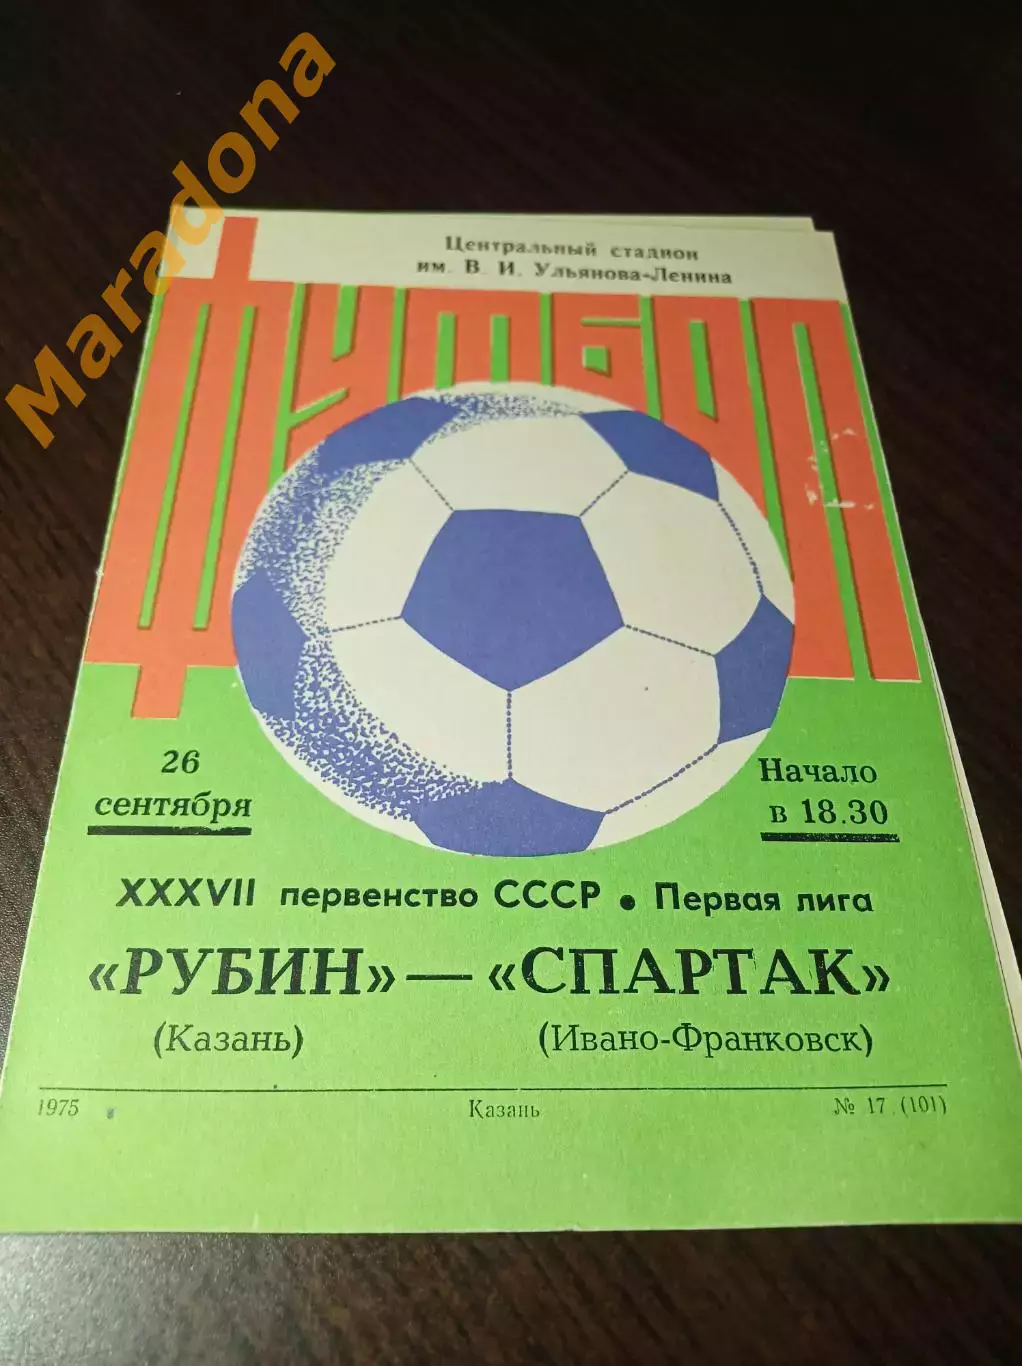 Maradona
Центральный стадион
им. В. И. Ульянова-Ленина
ФУТБОЛ
26
сентября
Начало
в 18.30
XXXVII первенство СССР • Первая лига
«РУБИН» — «СПАРТАК»
(Казань)
(Ивано-Франковск)
1975
Казань
№ 17 (101)